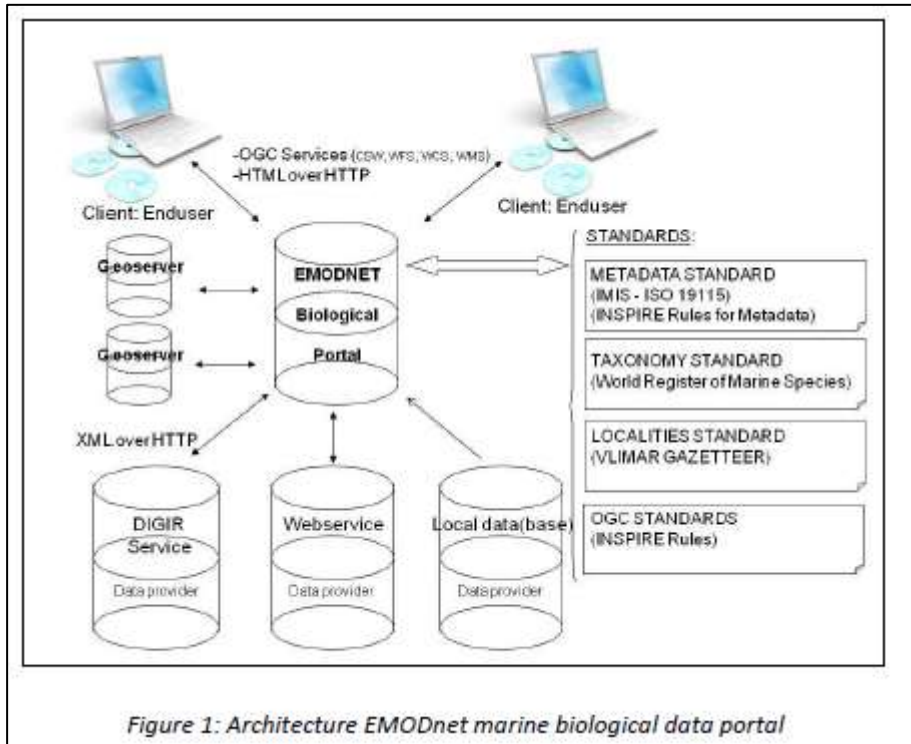 -OGC Services (CSW, WFS, WCS, WMS)
-HTMLoverHTTP
Client: Enduser
Client: Enduser
Geoserver
Geoserver
EMODNET
Biological
Portal
STANDARDS:
METADATA STANDARD
(IMIS - ISO 19115)
(INSPIRE Rules for Metadata)
TAXONOMY STANDARD
(World Register of Marine Species)
LOCALITIES STANDARD
(VLIMAR GAZETTEER)
OGC STANDARDS
(INSPIRE Rules)
XMLoverHTTP
DIGIR
Service
Data provider
Webservice
Data provider
Local data(base)
Data provider
Figure 1: Architecture EMODnet marine biological data portal